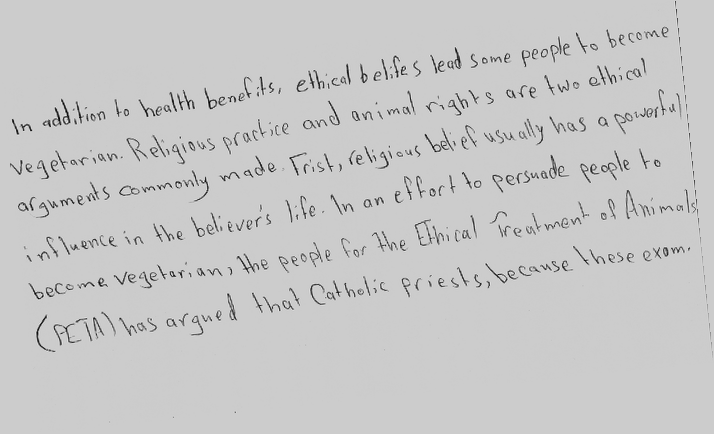 In addition to health benefits, ethical belifes lead some people to become
vegetarian. Religious practice and animal rights are two ethical
arguments commonly made. Frist, religious belief usually has a powerful
influence in the believer's life. In an effort to persuade people to
become vegetarian, the people for the Ethical Treatment of Animals
(PETA) has argued that Catholic priests, because these exam.